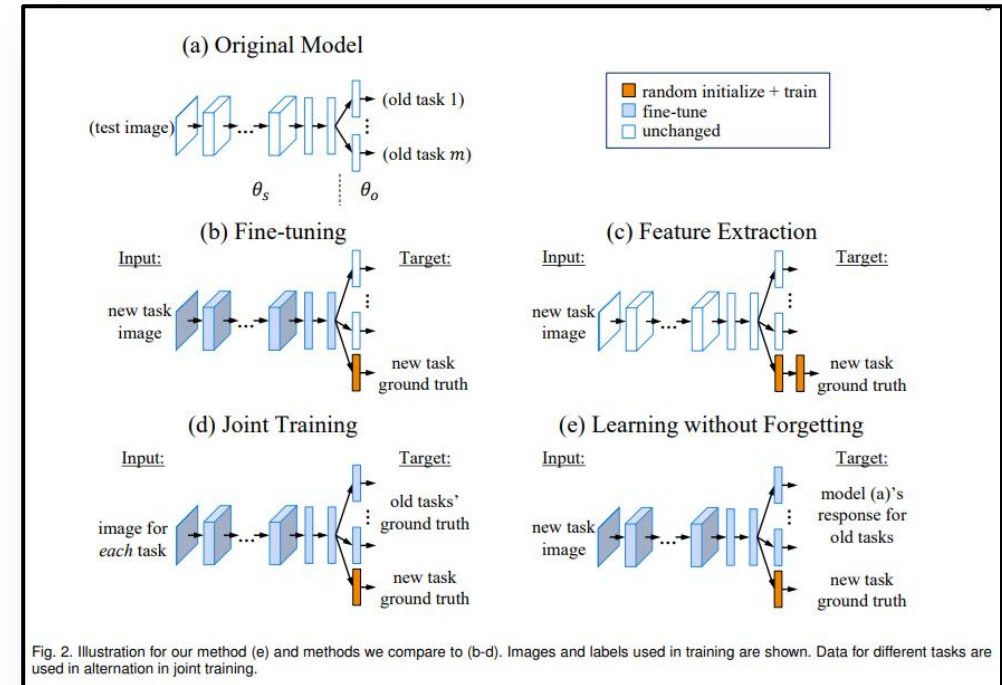 (a) Original Model
(test image)
...
(old task 1)
⋮
(old task m)
θs
θo
random initialize + train
fine-tune
unchanged
(b) Fine-tuning
Input:
Target:
new task
image
...
⋮
new task
ground truth
(c) Feature Extraction
Input:
Target:
new task
image
...
⋮
new task
ground truth
(d) Joint Training
Input:
Target:
image for
each task
...
old tasks'
⋮
ground truth
new task
ground truth
(e) Learning without Forgetting
Input:
Target:
new task
image
...
model (a)'s
⋮
response for
old tasks
new task
ground truth
Fig. 2. Illustration for our method (e) and methods we compare to (b-d). Images and labels used in training are shown. Data for different tasks are
used in alternation in joint training.